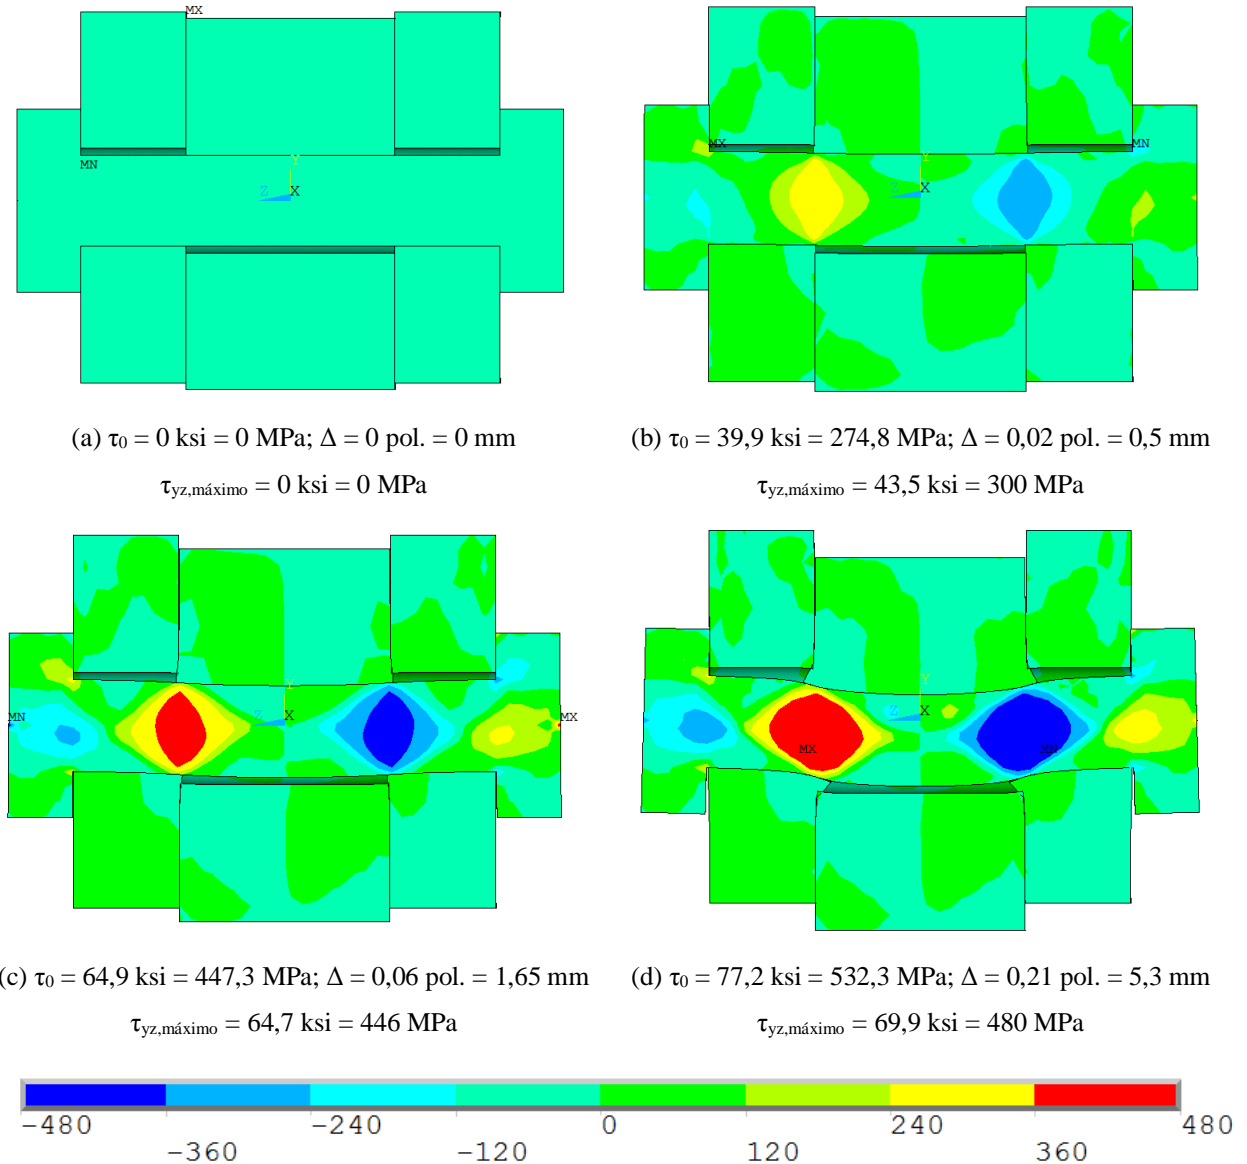 MX
MN
Y
Z X
MX
MN
Y
Z X
(a) τ0 = 0 ksi = 0 MPa; Δ = 0 pol. = 0 mm
τyz,máximo = 0 ksi = 0 MPa
(b) τ0 = 39,9 ksi = 274,8 MPa; Δ = 0,02 pol. = 0,5 mm
τyz,máximo = 43,5 ksi = 300 MPa
Y
Z X
MN
MX
Y
Z X
MX
MN
(c) τ0 = 64,9 ksi = 447,3 MPa; Δ = 0,06 pol. = 1,65 mm
τyz,máximo = 64,7 ksi = 446 MPa
(d) τ0 = 77,2 ksi = 532,3 MPa; Δ = 0,21 pol. = 5,3 mm
τyz,máximo = 69,9 ksi = 480 MPa
-480 -240 0 240 480
-360 -120 120 360